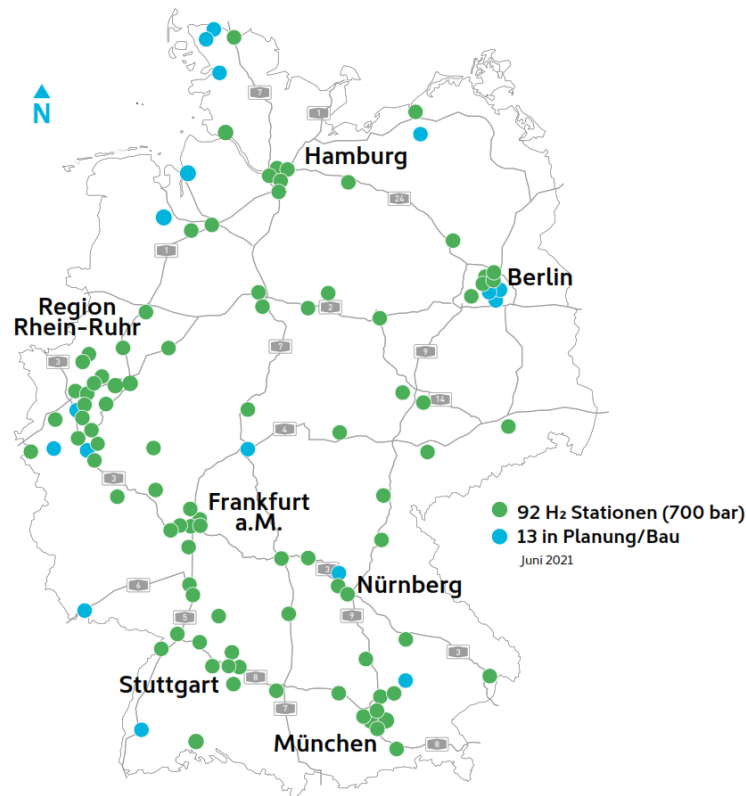 N
7
1
Hamburg
24
1
Berlin
Region
Rhein-Ruhr
2
3
7
9
14
4
3
Frankfurt
a.M.
92 H₂ Stationen (700 bar)
13 in Planung/Bau
Juni 2021
3
Nürnberg
6
5
9
3
Stuttgart
8
7
München
8